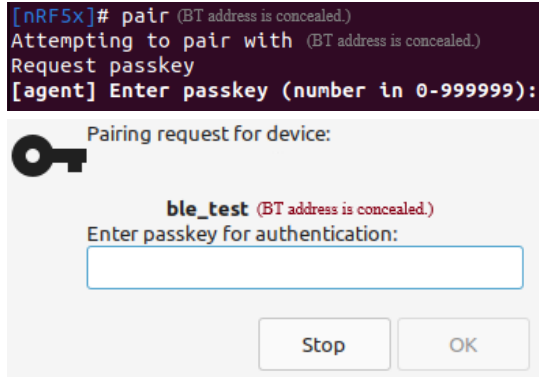 [nRF5x]# pair (BT address is concealed.)
Attempting to pair with (BT address is concealed.)
Request passkey
[agent] Enter passkey (number in 0-999999):
Pairing request for device:
ble_test (BT address is concealed.)
Enter passkey for authentication:
Stop OK